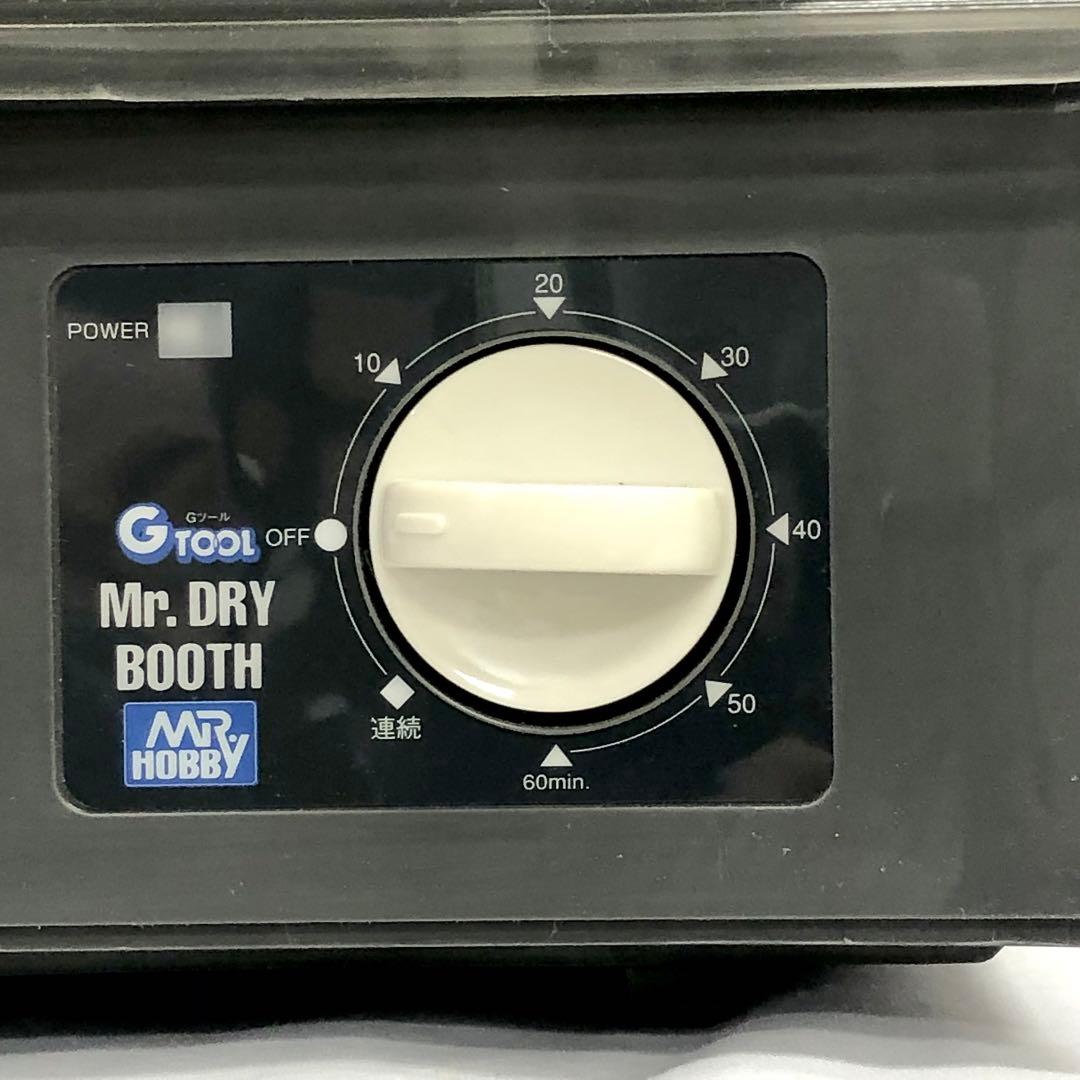 POWER
10
20
30
40
50
60min.
連続
OFF
Gツール
G TOOL
Mr. DRY
BOOTH
MR.
HOBBY